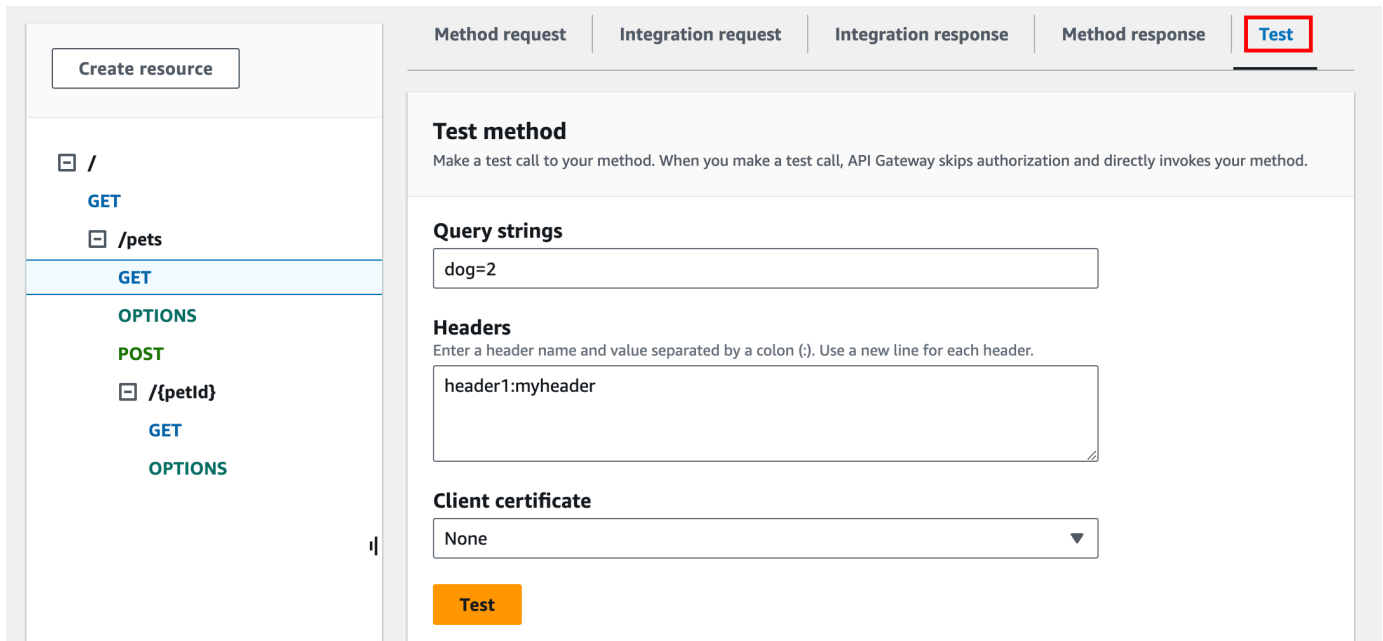 Create resource
/
GET
/pets
GET
OPTIONS
POST
/{petId}
GET
OPTIONS
Method request
Integration request
Integration response
Method response
Test
Test method
Make a test call to your method. When you make a test call, API Gateway skips authorization and directly invokes your method.
Query strings
dog=2
Headers
Enter a header name and value separated by a colon (:). Use a new line for each header.
header1:myheader
Client certificate
None
Test